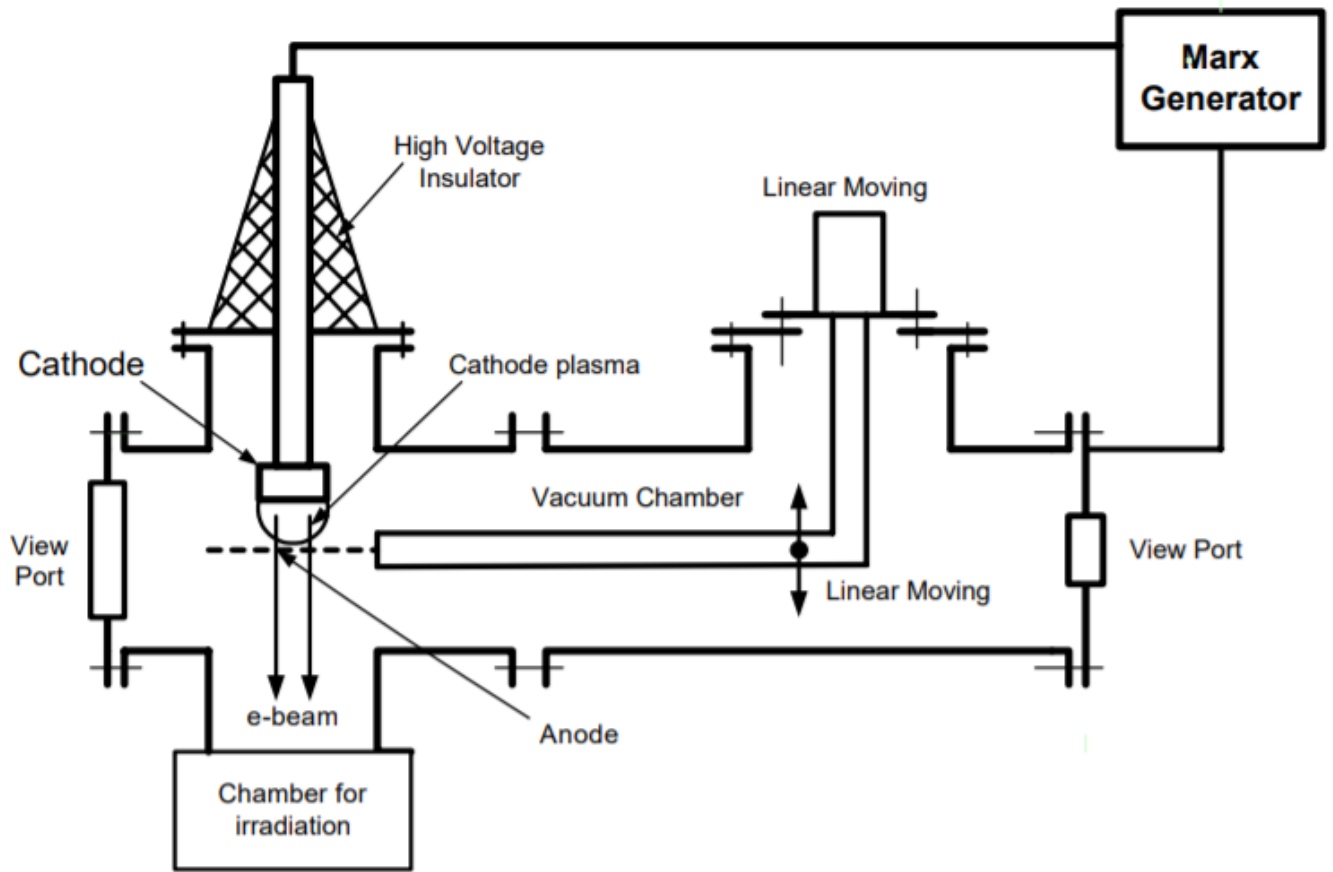 Marx
Generator
High Voltage
Insulator
Linear Moving
Cathode
Cathode plasma
Vacuum Chamber
View
Port
View Port
Linear Moving
e-beam
Anode
Chamber for
irradiation